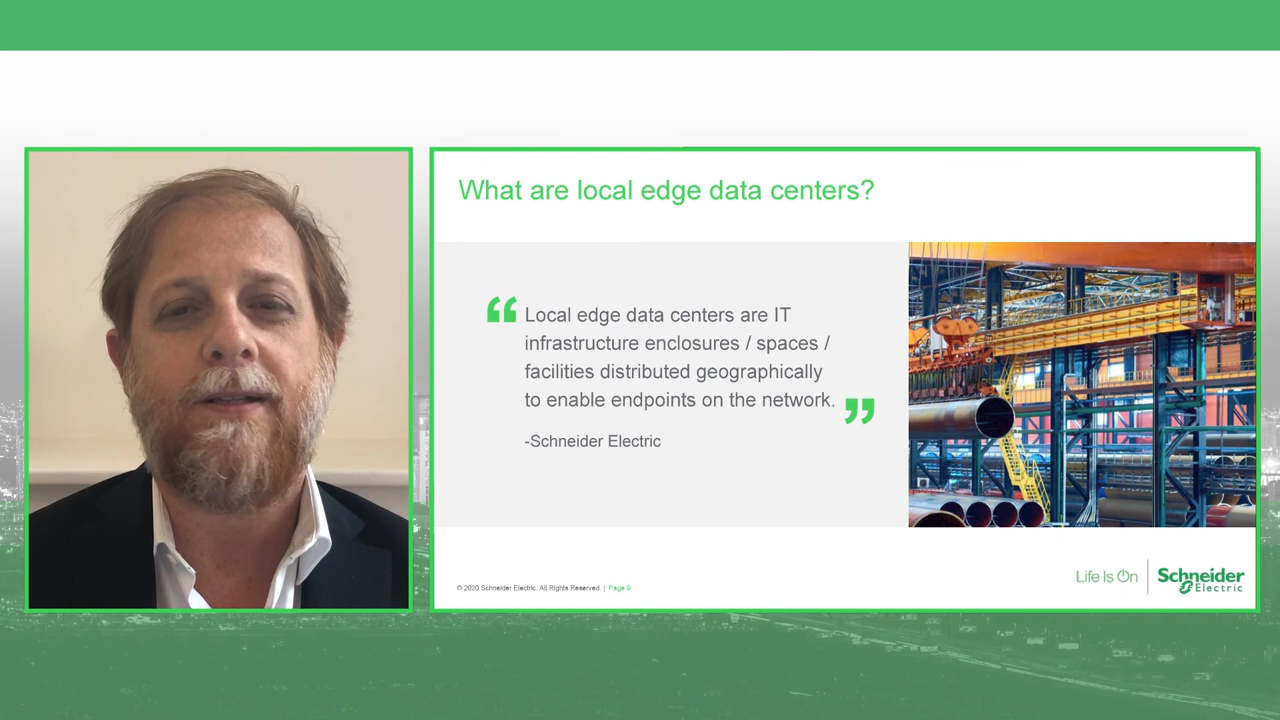 What are local edge data centers?
“ Local edge data centers are IT
infrastructure enclosures / spaces /
facilities distributed geographically
to enable endpoints on the network. ”
-Schneider Electric
© 2020 Schneider Electric. All Rights Reserved. | Page 9
Life Is On
Schneider
Electric